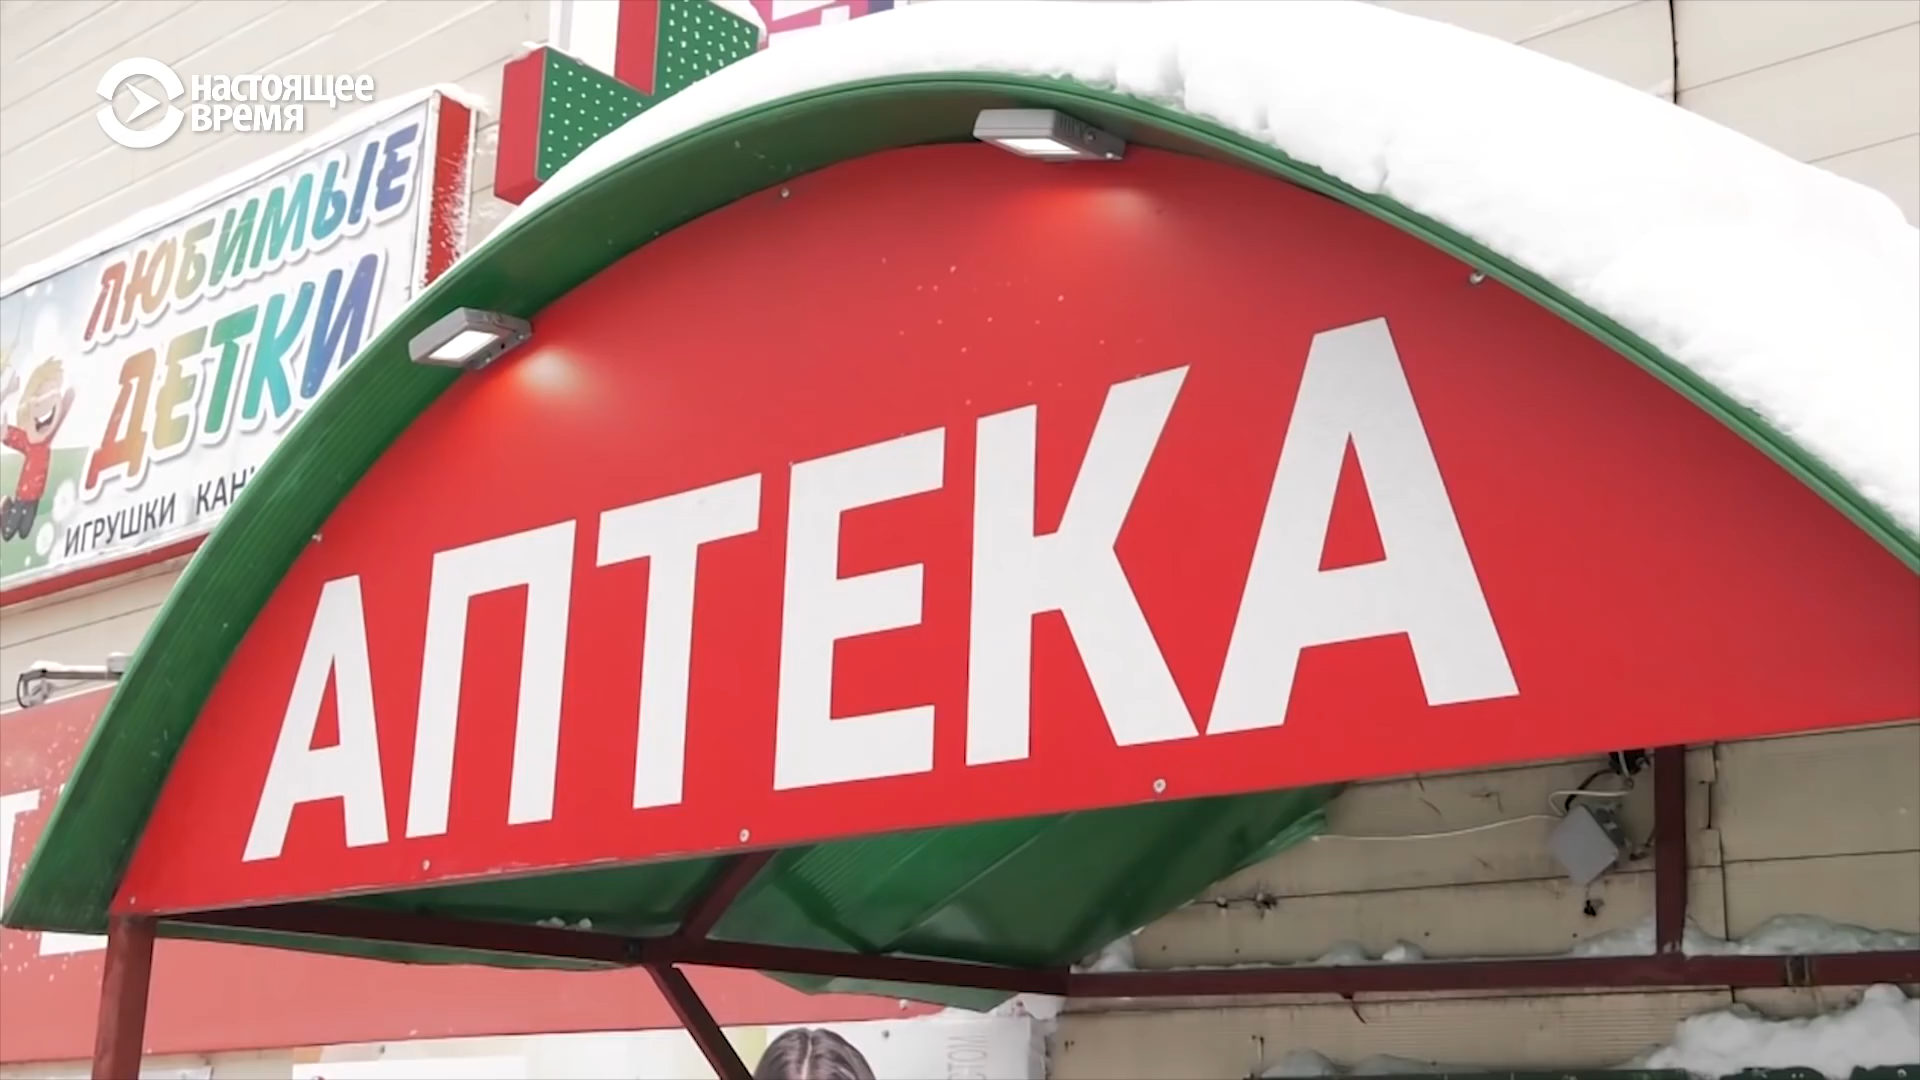 настоящее
время
ЛЮБИМЫЕ
ДЕТКИ
ИГРУШКИ
АПТЕКА